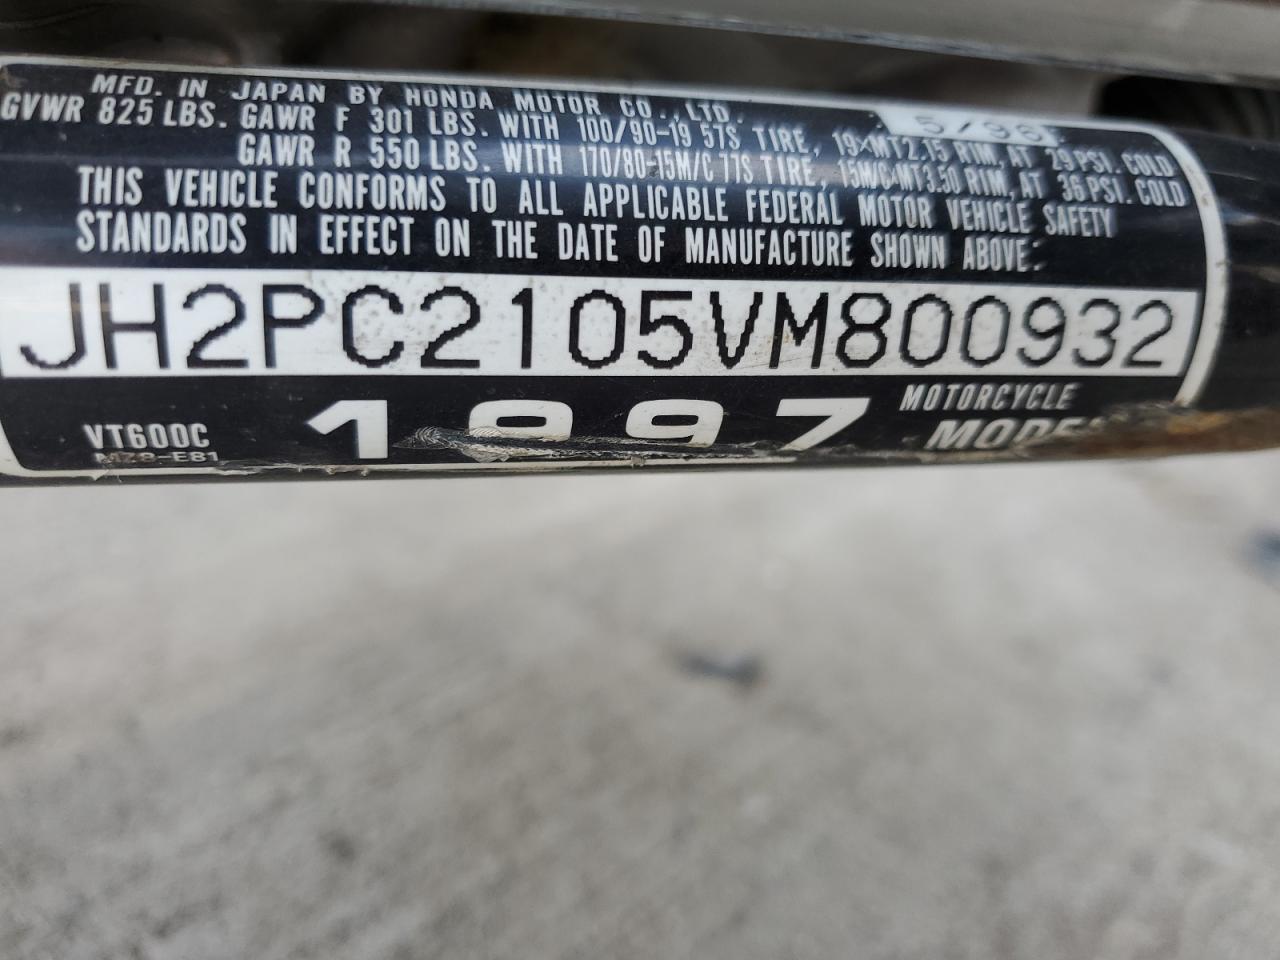 MFD. IN JAPAN BY HONDA MOTOR CO., LTD. 5/96
GVWR 825 LBS. GAWR F 301 LBS. WITH 100/90-19 57S TIRE, 19×MT2.15 RIM, AT 29 PSI. COLD
GAWR R 550 LBS. WITH 170/80-15M/C 77S TIRE, 15M/C×MT3.50 RIM, AT 36 PSI. COLD
THIS VEHICLE CONFORMS TO ALL APPLICABLE FEDERAL MOTOR VEHICLE SAFETY
STANDARDS IN EFFECT ON THE DATE OF MANUFACTURE SHOWN ABOVE.
JH2PC2105VM800932
MOTORCYCLE
VT600C 1997 MODEL
MZ8-E81